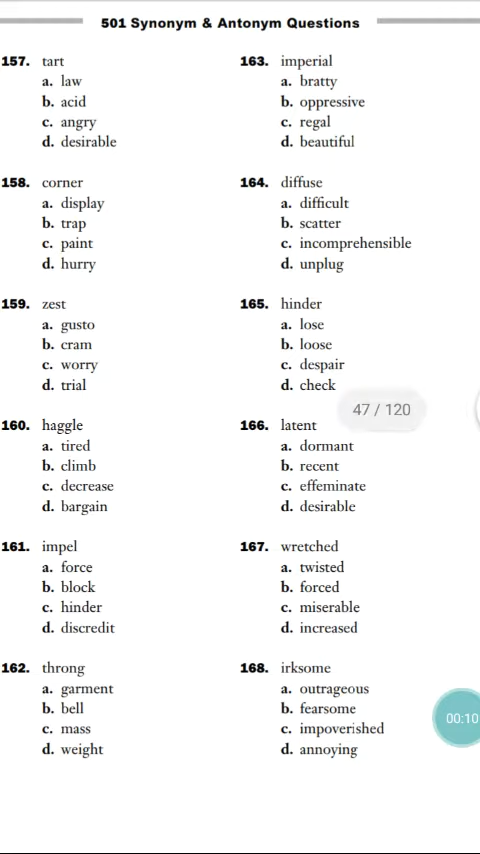 501 Synonym & Antonym Questions
157. tart
a. law
b. acid
c. angry
d. desirable
158. corner
a. display
b. trap
c. paint
d. hurry
159. zest
a. gusto
b. cram
c. worry
d. trial
160. haggle
a. tired
b. climb
c. decrease
d. bargain
161. impel
a. force
b. block
c. hinder
d. discredit
162. throng
a. garment
b. bell
c. mass
d. weight
163. imperial
a. bratty
b. oppressive
c. regal
d. beautiful
164. diffuse
a. difficult
b. scatter
c. incomprehensible
d. unplug
165. hinder
a. lose
b. loose
c. despair
d. check
47 / 120
166. latent
a. dormant
b. recent
c. effeminate
d. desirable
167. wretched
a. twisted
b. forced
c. miserable
d. increased
168. irksome
a. outrageous
b. fearsome
c. impoverished
d. annoying
00:10